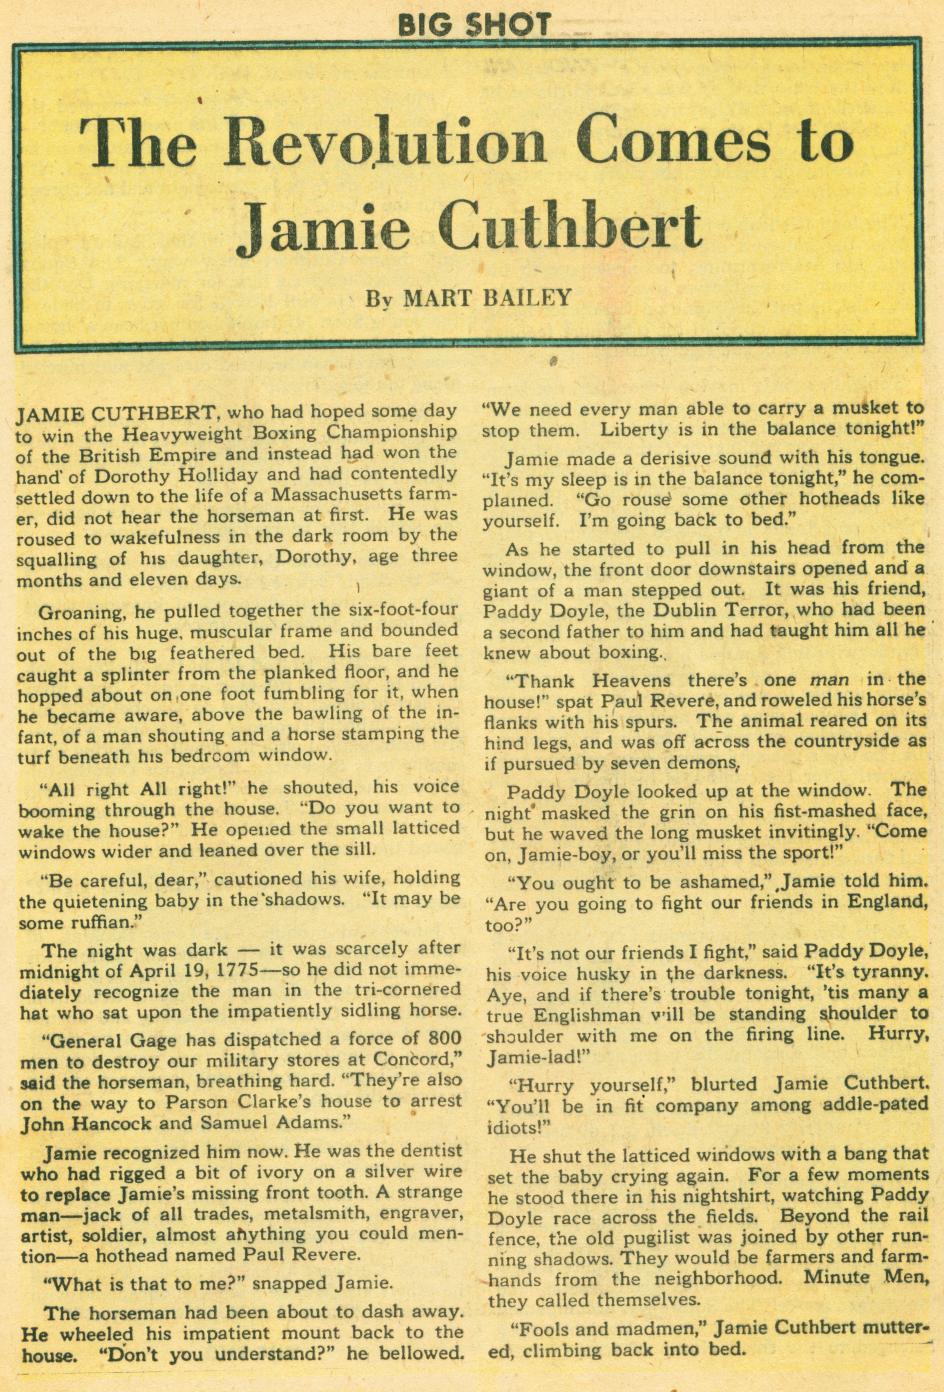 BIG SHOT
The Revolution Comes to
Jamie Cuthbert
By MART BAILEY
JAMIE CUTHBERT, who had hoped some day
to win the Heavyweight Boxing Championship
of the British Empire and instead had won the
hand of Dorothy Holliday and had contentedly
settled down to the life of a Massachusetts farm-
er, did not hear the horseman at first. He was
roused to wakefulness in the dark room by the
squalling of his daughter, Dorothy, age three
months and eleven days.
Groaning, he pulled together the six-foot-four
inches of his huge, muscular frame and bounded
out of the big feathered bed. His bare feet
caught a splinter from the planked floor, and he
hopped about on one foot fumbling for it, when
he became aware, above the bawling of the in-
fant, of a man shouting and a horse stamping the
turf beneath his bedroom window.
“All right All right!” he shouted, his voice
booming through the house. “Do you want to
wake the house?” He opened the small latticed
windows wider and leaned over the sill.
“Be careful, dear,” cautioned his wife, holding
the quietening baby in the shadows. “It may be
some ruffian.”
The night was dark — it was scarcely after
midnight of April 19, 1775—so he did not imme-
diately recognize the man in the tri-cornered
hat who sat upon the impatiently sidling horse.
“General Gage has dispatched a force of 800
men to destroy our military stores at Concord,”
said the horseman, breathing hard. “They're also
on the way to Parson Clarke's house to arrest
John Hancock and Samuel Adams.”
Jamie recognized him now. He was the dentist
who had rigged a bit of ivory on a silver wire
to replace Jamie's missing front tooth. A strange
man—jack of all trades, metalsmith, engraver,
artist, soldier, almost anything you could men-
tion—a hothead named Paul Revere.
“What is that to me?” snapped Jamie.
The horseman had been about to dash away.
He wheeled his impatient mount back to the
house. “Don't you understand?” he bellowed.
“We need every man able to carry a musket to
stop them. Liberty is in the balance tonight!”
Jamie made a derisive sound with his tongue.
“It's my sleep is in the balance tonight,” he com-
plained. “Go rouse some other hotheads like
yourself. I'm going back to bed.”
As he started to pull in his head from the
window, the front door downstairs opened and a
giant of a man stepped out. It was his friend,
Paddy Doyle, the Dublin Terror, who had been
a second father to him and had taught him all he
knew about boxing.
“Thank Heavens there's one man in the
house!” spat Paul Revere, and roweled his horse's
flanks with his spurs. The animal reared on its
hind legs, and was off across the countryside as
if pursued by seven demons.
Paddy Doyle looked up at the window. The
night masked the grin on his fist-mashed face,
but he waved the long musket invitingly. “Come
on, Jamie-boy, or you'll miss the sport!”
“You ought to be ashamed,” Jamie told him.
“Are you going to fight our friends in England,
too?”
“It's not our friends I fight,” said Paddy Doyle,
his voice husky in the darkness. “It's tyranny.
Aye, and if there's trouble tonight, 'tis many a
true Englishman will be standing shoulder to
shoulder with me on the firing line. Hurry,
Jamie-lad!”
“Hurry yourself,” blurted Jamie Cuthbert.
“You'll be in fit company among addle-pated
idiots!”
He shut the latticed windows with a bang that
set the baby crying again. For a few moments
he stood there in his nightshirt, watching Paddy
Doyle race across the fields. Beyond the rail
fence, the old pugilist was joined by other run-
ning shadows. They would be farmers and farm-
hands from the neighborhood. Minute Men,
they called themselves.
“Fools and madmen,” Jamie Cuthbert mutter-
ed, climbing back into bed.